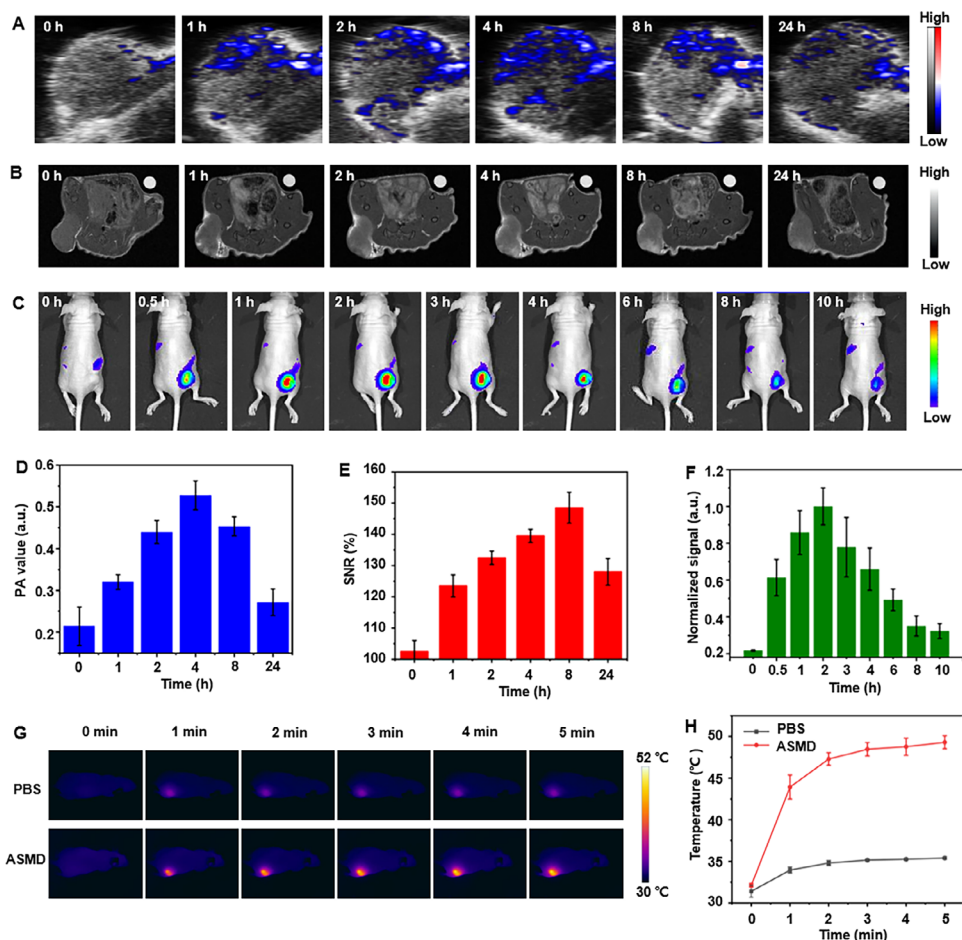 A
0 h
1 h
2 h
4 h
8 h
24 h
High
Low
B
0 h
1 h
2 h
4 h
8 h
24 h
High
Low
C
0 h
0.5 h
1 h
2 h
3 h
4 h
6 h
8 h
10 h
High
Low
D
PA value (a.u.)
0.6
0.5
0.4
0.3
0.2
0 1 2 4 8 24
Time (h)
E
SNR (%)
160
150
140
130
120
110
100
0 1 2 4 8 24
Time (h)
F
Normalized signal (a.u.)
1.2
1.0
0.8
0.6
0.4
0.2
0 0.5 1 2 3 4 6 8 10
Time (h)
G
0 min 1 min 2 min 3 min 4 min 5 min
PBS
ASMD
52 ℃
30 ℃
H
PBS
ASMD
Temperature (℃)
50
45
40
35
30
0 1 2 3 4 5
Time (min)